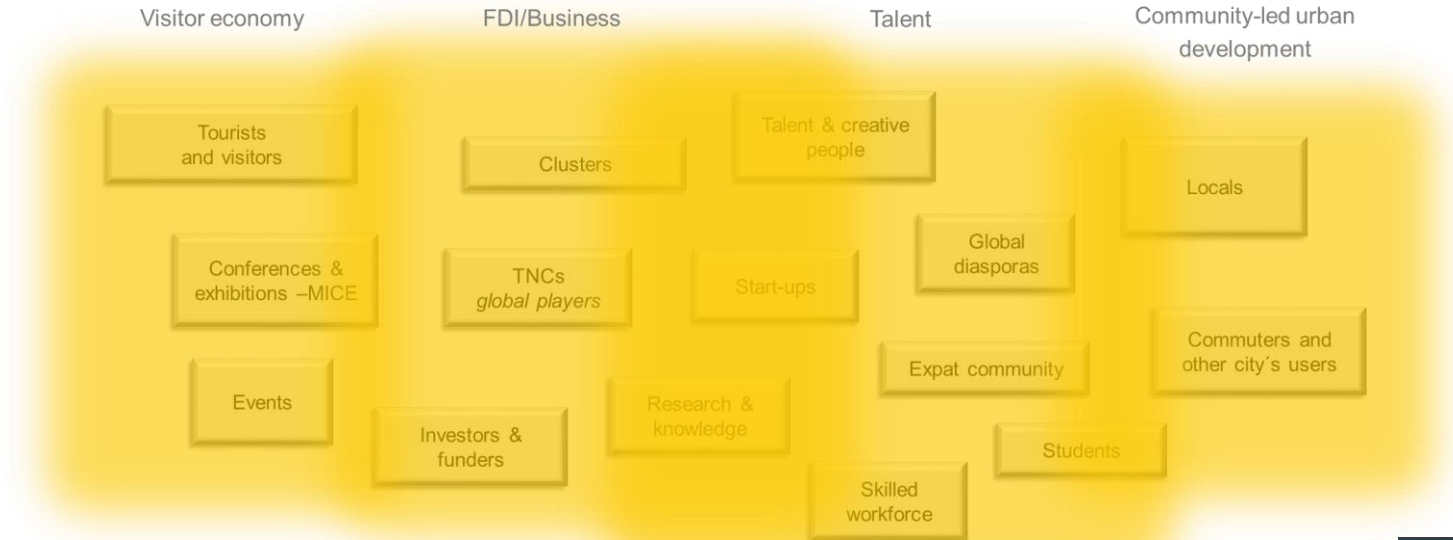 Visitor economy
FDI/Business
Talent
Community-led urban
development
Tourists
and visitors
Clusters
Talent & creative
people
Locals
Conferences &
exhibitions –MICE
TNCs
global players
Start-ups
Global
diasporas
Events
Investors &
funders
Research &
knowledge
Expat community
Commuters and
other city´s users
Students
Skilled
workforce